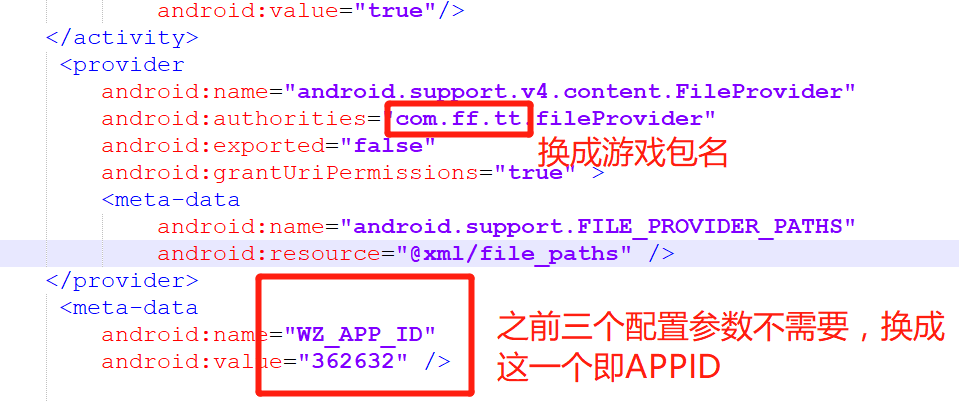 android:value="true"/>
</activity>
<provider
android:name="android.support.v4.content.FileProvider"
android:authorities="com.ff.tt.fileProvider"
android:exported="false"
换成游戏包名
android:grantUriPermissions="true" >
<meta-data
android:name="android.support.FILE_PROVIDER_PATHS"
android:resource="@xml/file_paths" />
</provider>
<meta-data
android:name="WZ_APP_ID"
android:value="362632" />
之前三个配置参数不需要，换成
这一个即APPID